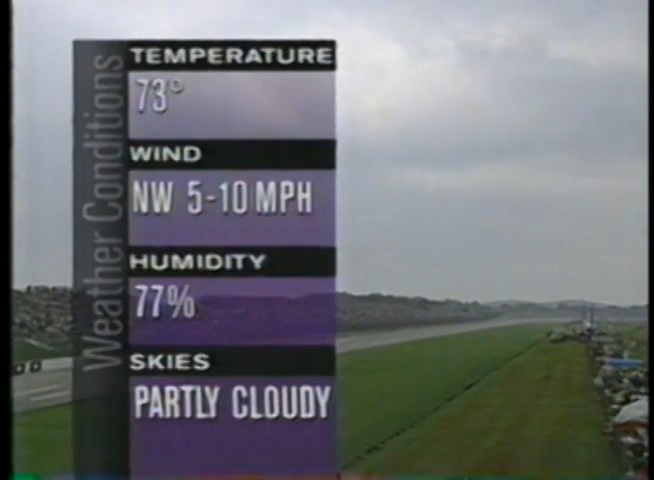 Weather Conditions
TEMPERATURE
73°
WIND
NW 5-10 MPH
HUMIDITY
77%
SKIES
PARTLY CLOUDY